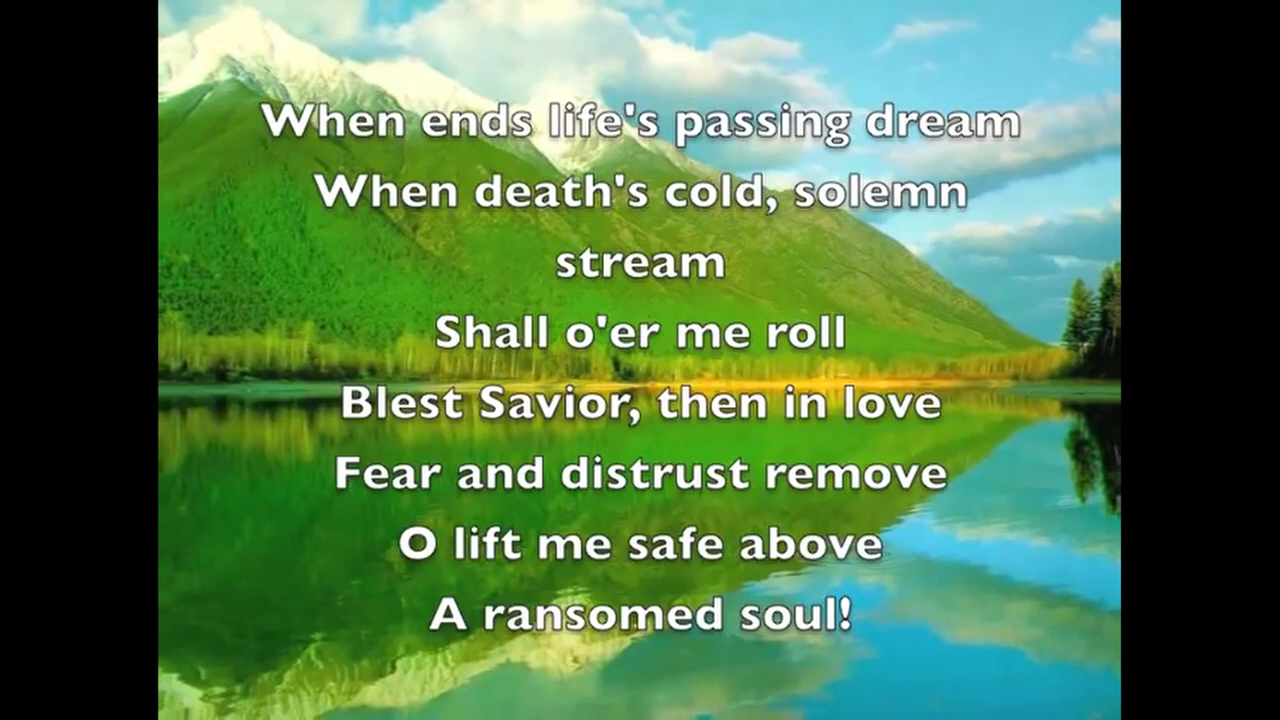 When ends life's passing dream
When death's cold, solemn
stream
Shall o'er me roll
Blest Savior, then in love
Fear and distrust remove
O lift me safe above
A ransomed soul!